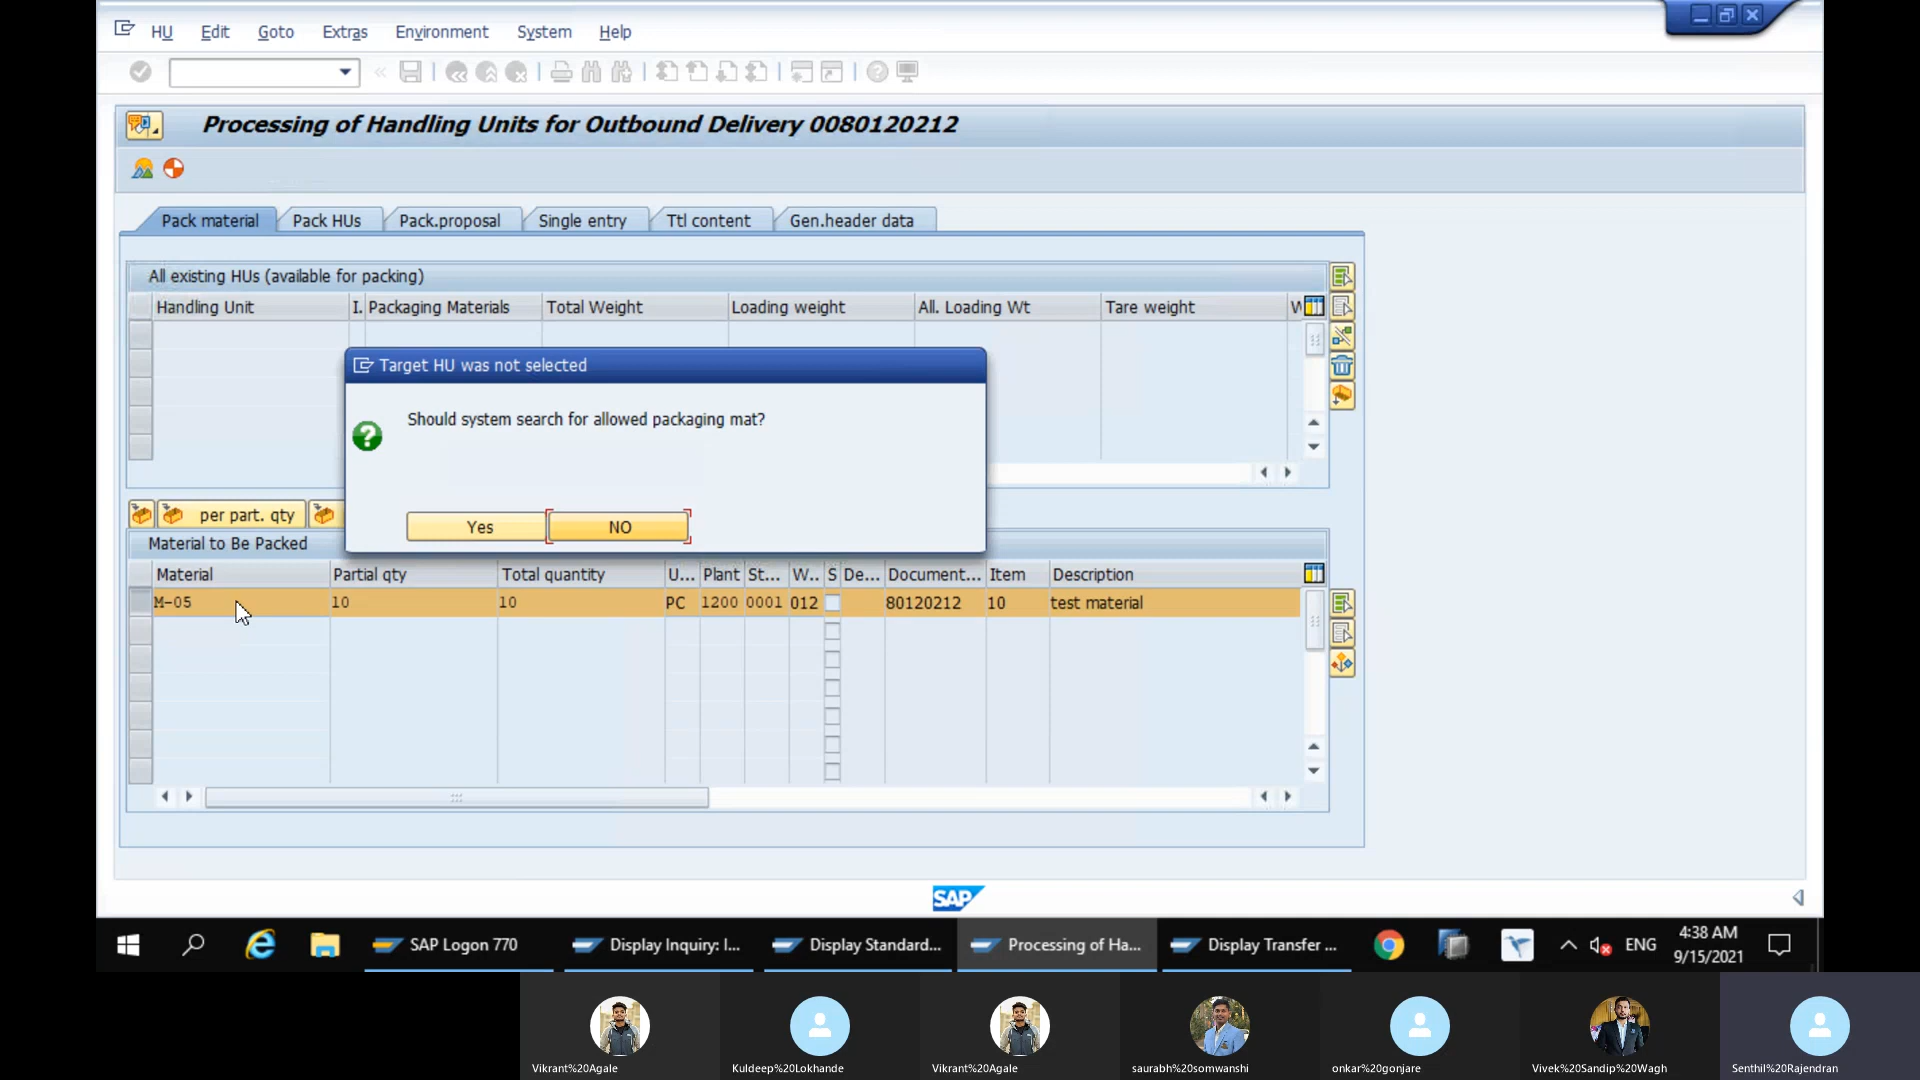 HU Edit Goto Extras Environment System Help
Processing of Handling Units for Outbound Delivery 0080120212
Pack material Pack HUs Pack.proposal Single entry Ttl content Gen.header data
All existing HUs (available for packing)
Handling Unit I. Packaging Materials Total Weight Loading weight All. Loading Wt Tare weight W
Target HU was not selected
Should system search for allowed packaging mat?
Yes NO
per part. qty
Material to Be Packed
Material Partial qty Total quantity U... Plant St... W.. S De... Document... Item Description
M-05 10 10 PC 1200 0001 012 80120212 10 test material
SAP
SAP Logon 770 Display Inquiry: I... Display Standard... Processing of Ha... Display Transfer ... ENG 4:38 AM
9/15/2021
Vikrant%20Agale Kuldeep%20Lokhande Vikrant%20Agale saurabh%20somwanshi onkar%20gonjare Vivek%20Sandip%20Wagh Senthil%20Rajendran